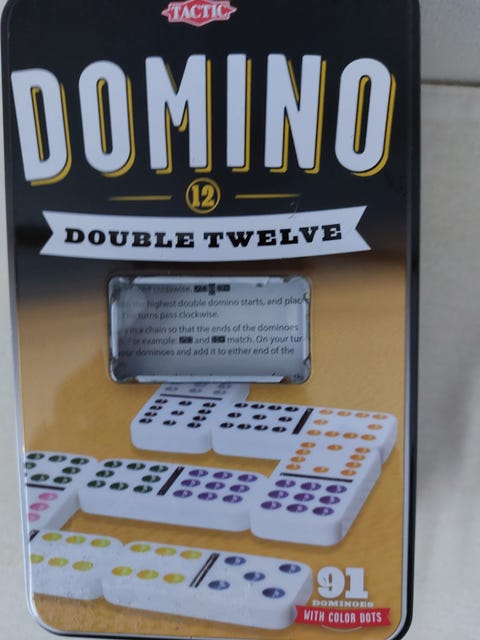 TACTIC
DOMINO
12
DOUBLE TWELVE
clockwise.
highest double domino starts, and plac
turns pass clockwise.
a chain so that the ends of the dominoes
or example: and match. On your tur
dominoes and add it to either end of the
91
DOMINOES
WITH COLOR DOTS